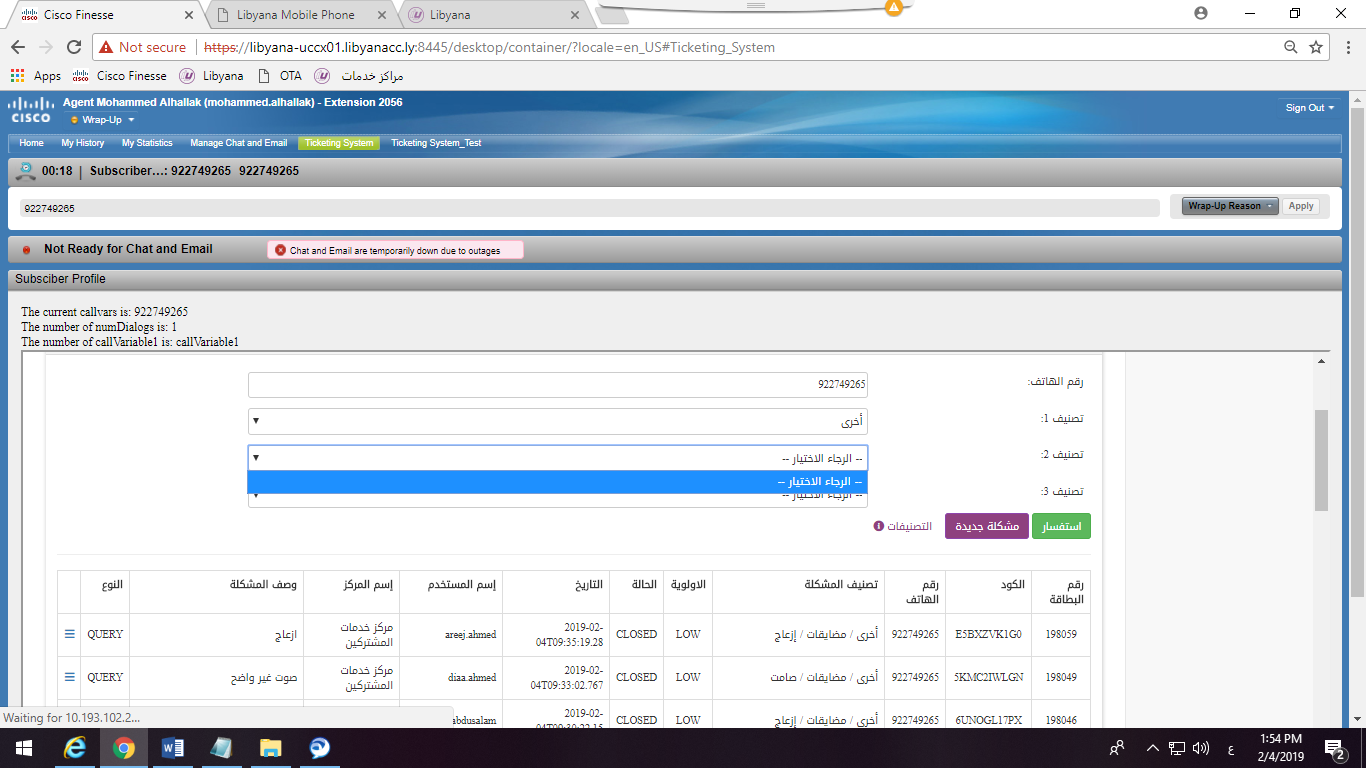 Cisco Finesse
Libyana Mobile Phone
Libyana
Not secure
https://libyana-uccx01.libyanacc.ly:8445/desktop/container/?locale=en_US#Ticketing_System
Apps
Cisco Finesse
Libyana
OTA
مراكز خدمات
CISCO
Agent Mohammed Alhallak (mohammed.alhallak) - Extension 2056
Wrap-Up
Sign Out
Home
My History
My Statistics
Manage Chat and Email
Ticketing System
Ticketing System_Test
00:18 | Subscriber...: 922749265 922749265
922749265
Wrap-Up Reason
Apply
Not Ready for Chat and Email
Chat and Email are temporarily down due to outages
Subsciber Profile
The current callvars is: 922749265
The number of numDialogs is: 1
The number of callVariable1 is: callVariable1
رقم الهاتف:
922749265
تصنيف 1:
أخرى
تصنيف 2:
-- الرجاء الاختيار --
-- الرجاء الاختيار --
تصنيف 3:
-- الرجاء الاختيار --
استفسار
مشكلة جديدة
التصنيفات
رقم البطاقة
الكود
رقم الهاتف
تصنيف المشكلة
الاولوية
الحالة
التاريخ
إسم المستخدم
إسم المركز
وصف المشكلة
النوع
198059
E5BXZVK1G0
922749265
أخرى / مضايقات / إزعاج
LOW
CLOSED
2019-02-04T09:35:19.28
areej.ahmed
مركز خدمات المشتركين
ازعاج
QUERY
198049
5KMC2IWLGN
922749265
أخرى / مضايقات / صامت
LOW
CLOSED
2019-02-04T09:33:02.767
diaa.ahmed
مركز خدمات المشتركين
صوت غير واضح
QUERY
198046
6UNOGL17PX
922749265
أخرى / مضايقات / إزعاج
LOW
CLOSED
2019-02-
abdusalam
مركز خدمات
QUERY
Waiting for 10.193.102.2...
ع
1:54 PM
2/4/2019
2